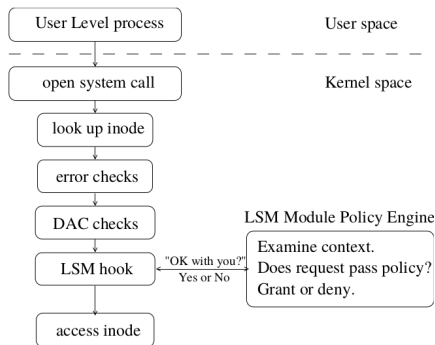 User Level process
User space
open system call
Kernel space
look up inode
error checks
DAC checks
LSM Module Policy Engine
LSM hook
"OK with you?"
Yes or No
Examine context.
Does request pass policy?
Grant or deny.
access inode